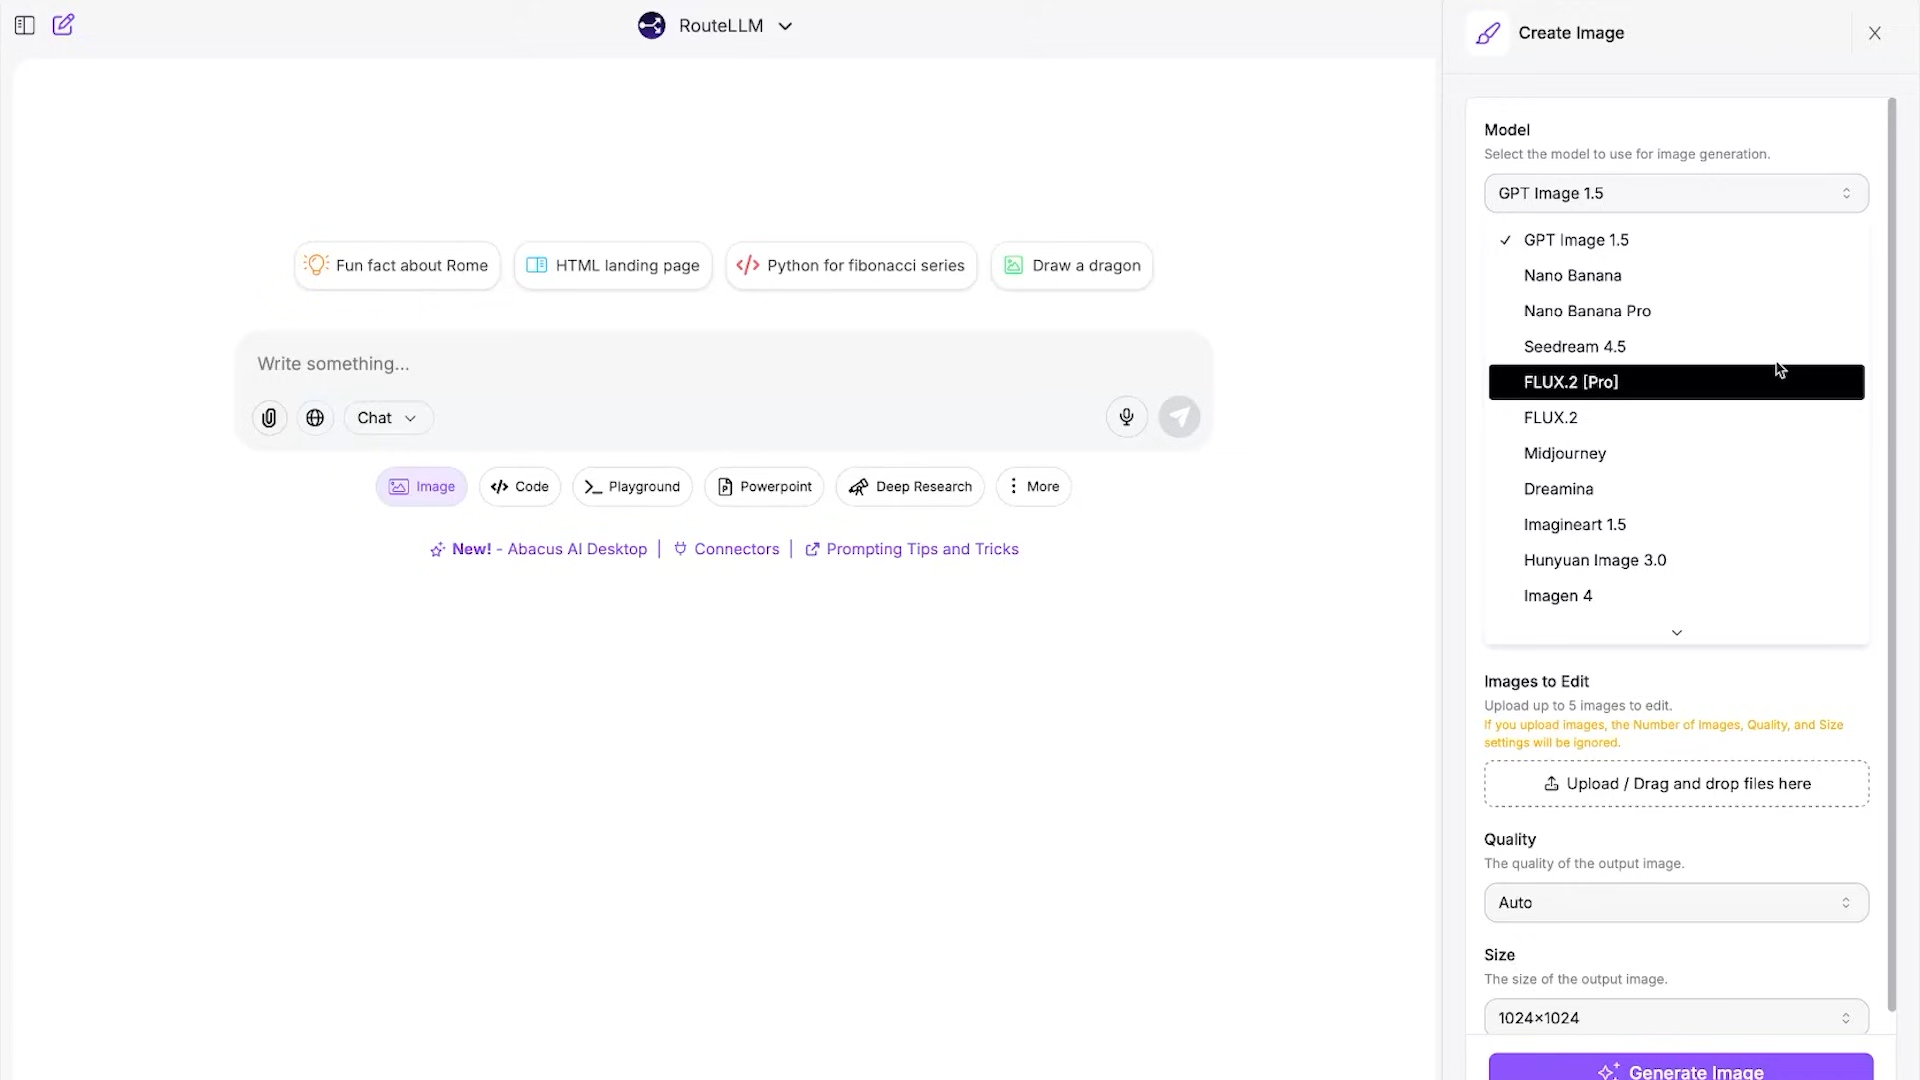 RouteLLM
Create Image
Model
Select the model to use for image generation.
GPT Image 1.5
GPT Image 1.5
Nano Banana
Nano Banana Pro
Seedream 4.5
FLUX.2 [Pro]
FLUX.2
Midjourney
Dreamina
Imagineart 1.5
Hunyuan Image 3.0
Imagen 4
Fun fact about Rome
HTML landing page
Python for fibonacci series
Draw a dragon
Write something...
Chat
Image
Code
Playground
Powerpoint
Deep Research
More
New! - Abacus AI Desktop | Connectors | Prompting Tips and Tricks
Images to Edit
Upload up to 5 images to edit.
If you upload images, the Number of Images, Quality, and Size
settings will be ignored.
Upload / Drag and drop files here
Quality
The quality of the output image.
Auto
Size
The size of the output image.
1024×1024
Generate Image